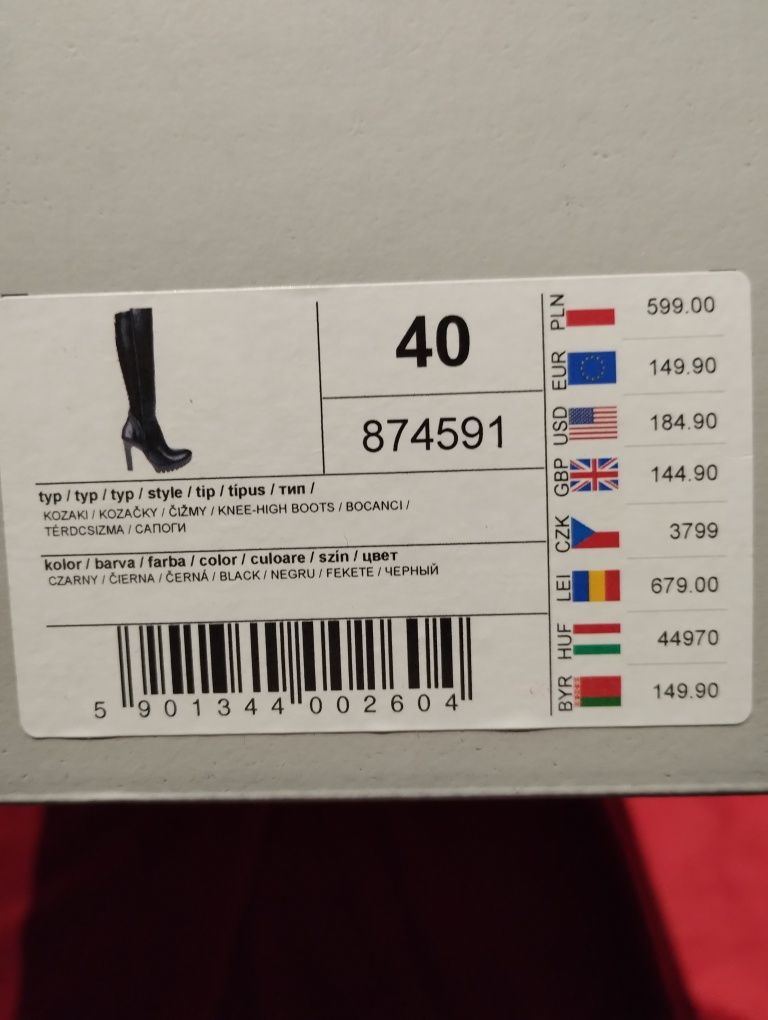 40
874591
typ / typ / typ / style / tip / típus / тип /
KOZAKI / KOZAČKY / ČIŽMY / KNEE-HIGH BOOTS / BOCANCI /
TÉRDCSIZMA / САПОГИ
kolor / barva / farba / color / culoare / szín / цвет
CZARNY / ČIERNA / ČERNÁ / BLACK / NEGRU / FEKETE / ЧЕРНЫЙ
5 901344 002604
PLN 599.00
EUR 149.90
USD 184.90
GBP 144.90
CZK 3799
LEI 679.00
HUF 44970
BYR 149.90